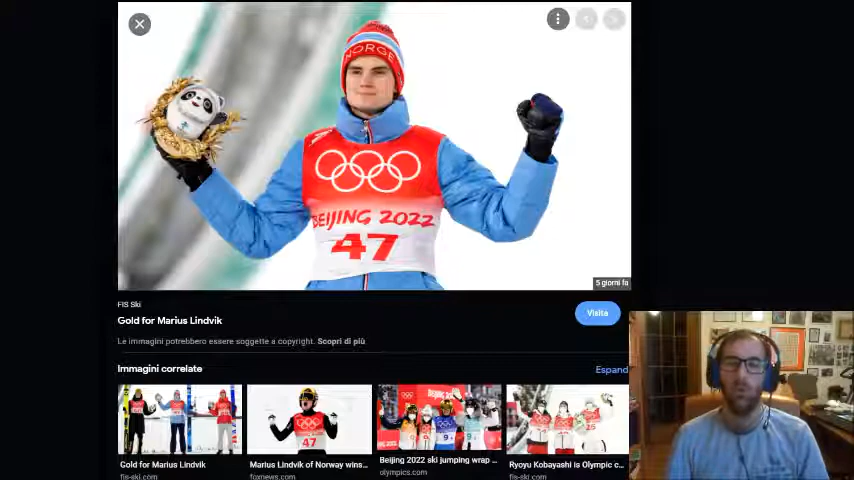 NORGE
BEIJING 2022
47
5 giorni fa
FIS Ski
Gold for Marius Lindvik
Visita
Le immagini potrebbero essere soggette a copyright. Scopri di più
Immagini correlate
Espand
47
Gold for Marius Lindvik
Marius Lindvik of Norway wins...
Beijing 2022 ski jumping wrap ...
Ryoyu Kobayashi is Olympic c...
fis-ski.com
foxnews.com
olympics.com
fis-ski.com